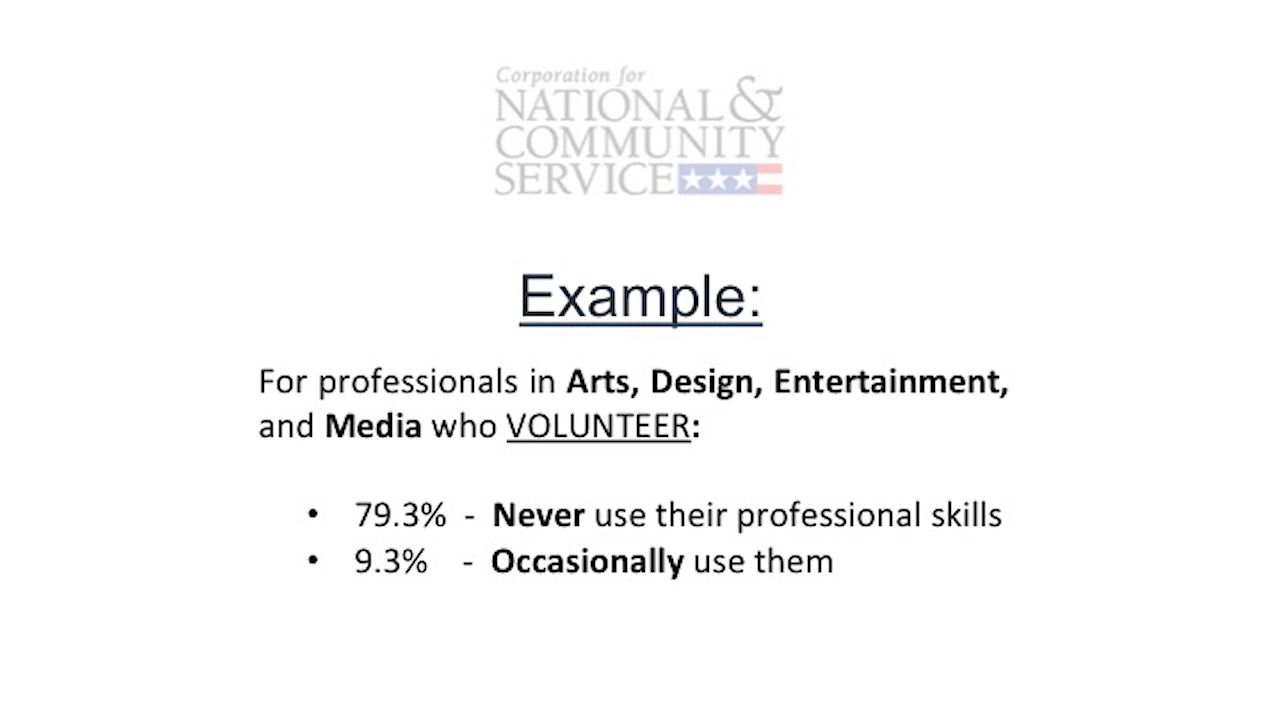 Corporation for
NATIONAL &
COMMUNITY
SERVICE
Example:
For professionals in Arts, Design, Entertainment,
and Media who VOLUNTEER:
• 79.3% - Never use their professional skills
• 9.3% - Occasionally use them